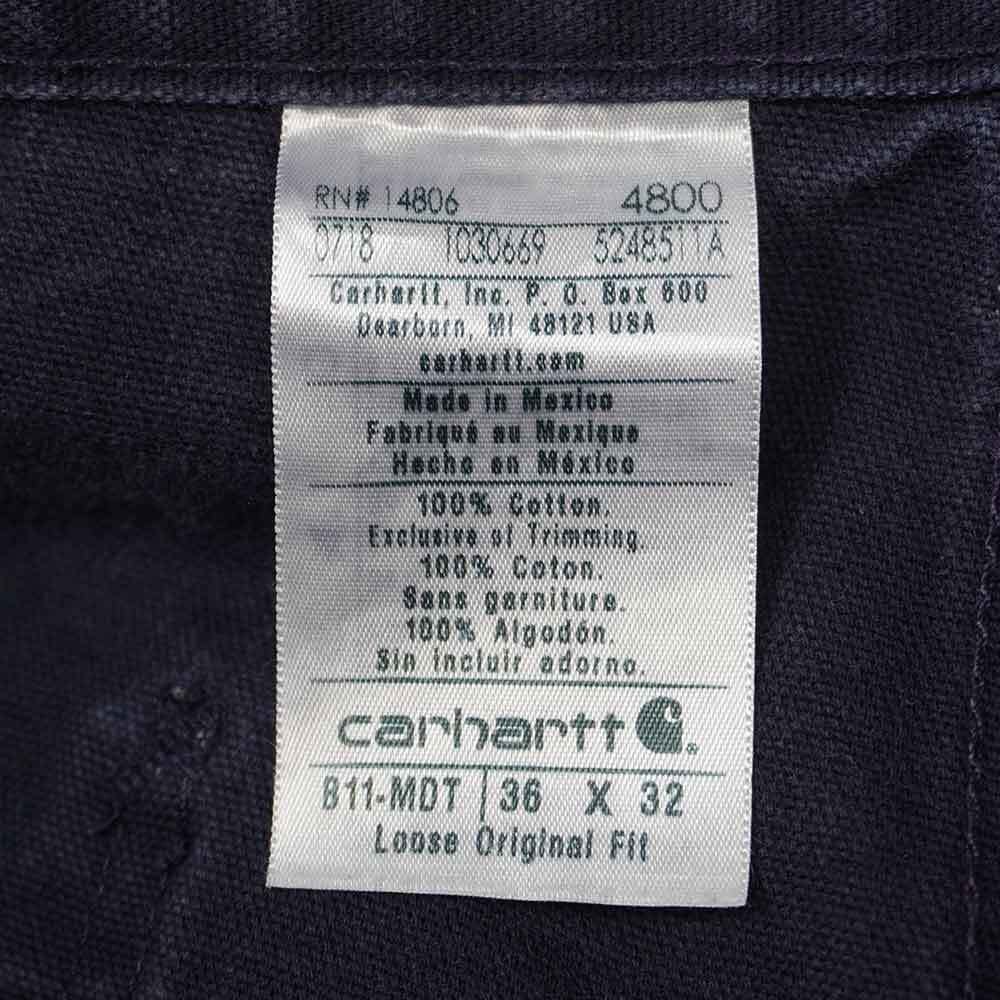 RN# 14806 4800
0718 1030669 5248511A
Carhartt, Inc. P. O. Box 600
Dearborn, MI 48121 USA
carhartt.com
Made in Mexico
Fabriqué au Mexique
Hecho en México
100% Cotton.
Exclusive of Trimming.
100% Coton.
Sans garniture.
100% Algodón.
Sin incluir adorno.
carhartt
B11-MDT 36 X 32
Loose Original Fit